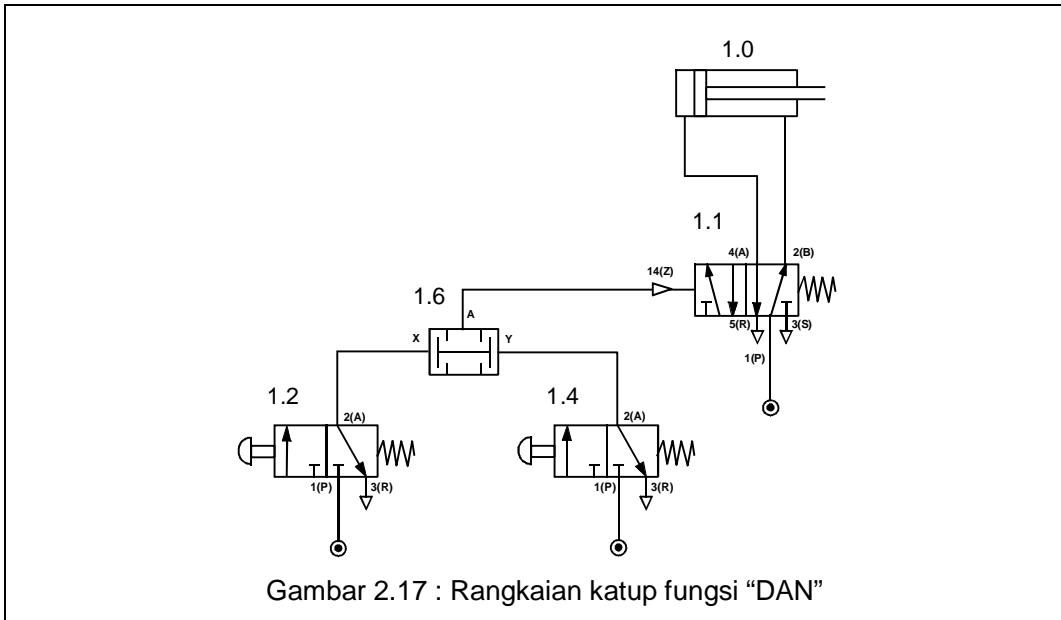 1.0
1.1
4(A) 2(B)
14(Z)
1.6
A
5(R) 3(S)
X Y
1(P)
1.2 1.4
2(A) 2(A)
1(P) 3(R) 1(P) 3(R)
Gambar 2.17 : Rangkaian katup fungsi “DAN”